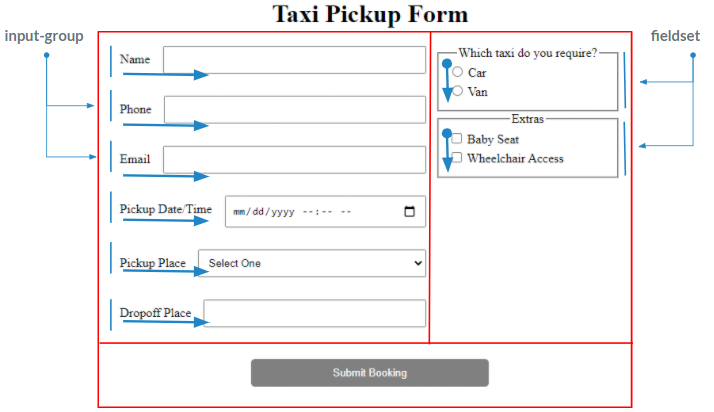 Taxi Pickup Form
input-group
fieldset
Name
Phone
Email
Pickup Date/Time
mm/dd/yyyy --:-- --
Pickup Place
Select One
Dropoff Place
Which taxi do you require?
Car
Van
Extras
Baby Seat
Wheelchair Access
Submit Booking